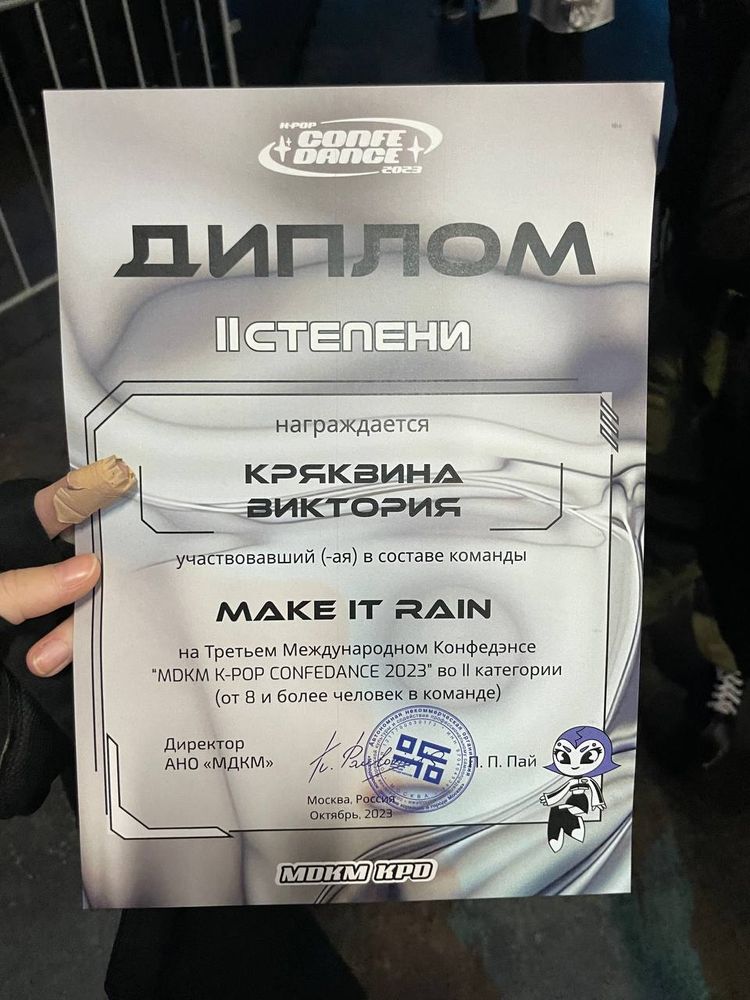 K-POP
CONFE
DANCE
2023
ДИПЛОМ
II СТЕПЕНИ
награждается
КРЯКВИНА
ВИКТОРИЯ
участвовавший (-ая) в составе команды
MAKE IT RAIN
на Третьем Международном Конфедэнсе
"MDKM K-POP CONFEDANCE 2023" во II категории
(от 8 и более человек в команде)
Директор
АНО «МДКМ»
П. Пай
Москва, Россия
Октябрь, 2023
MDKM KPD